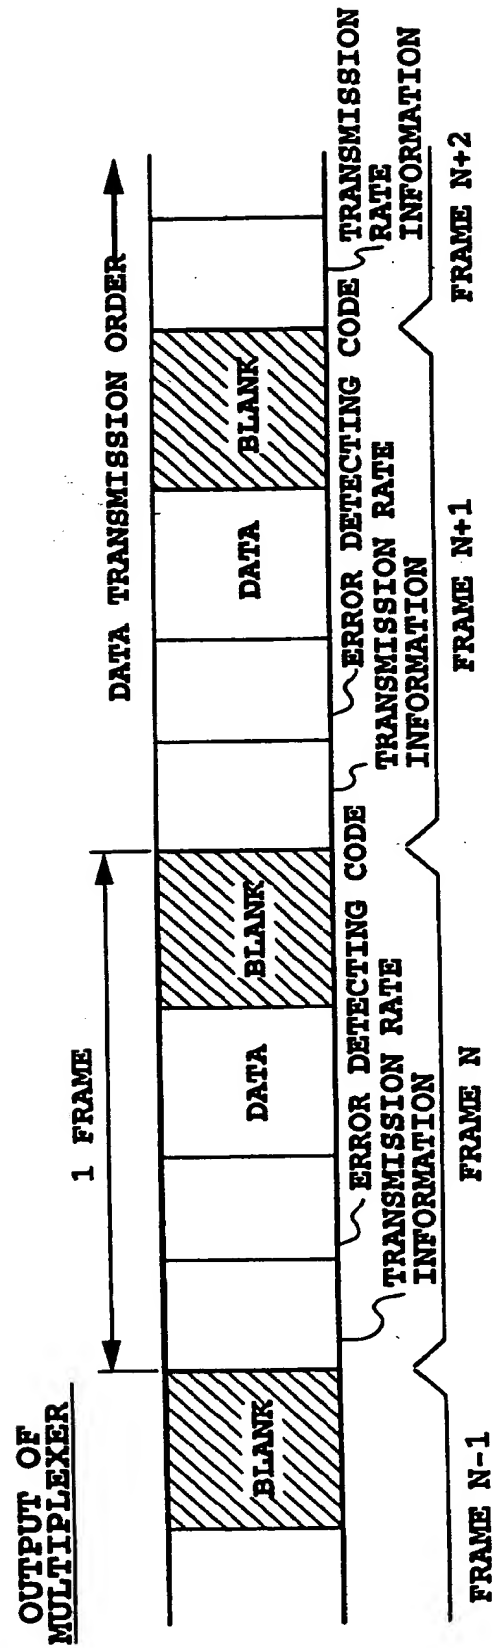 OUTPUT OF
MULTIPLEXER
1 FRAME
DATA TRANSMISSION ORDER
BLANK
DATA
BLANK
DATA
BLANK
TRANSMISSION RATE
INFORMATION
ERROR DETECTING CODE
TRANSMISSION RATE
INFORMATION
ERROR DETECTING CODE
TRANSMISSION
RATE
INFORMATION
FRAME N-1
FRAME N
FRAME N+1
FRAME N+2